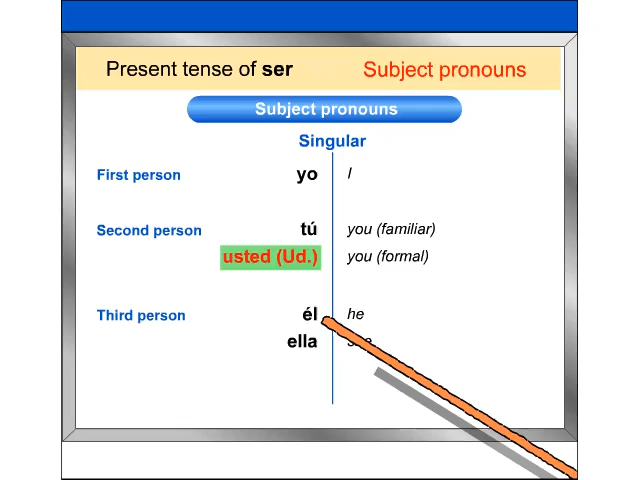 Present tense of ser Subject pronouns
Subject pronouns
Singular
First person yo I
Second person tú you (familiar)
usted (Ud.) you (formal)
Third person él he
ella